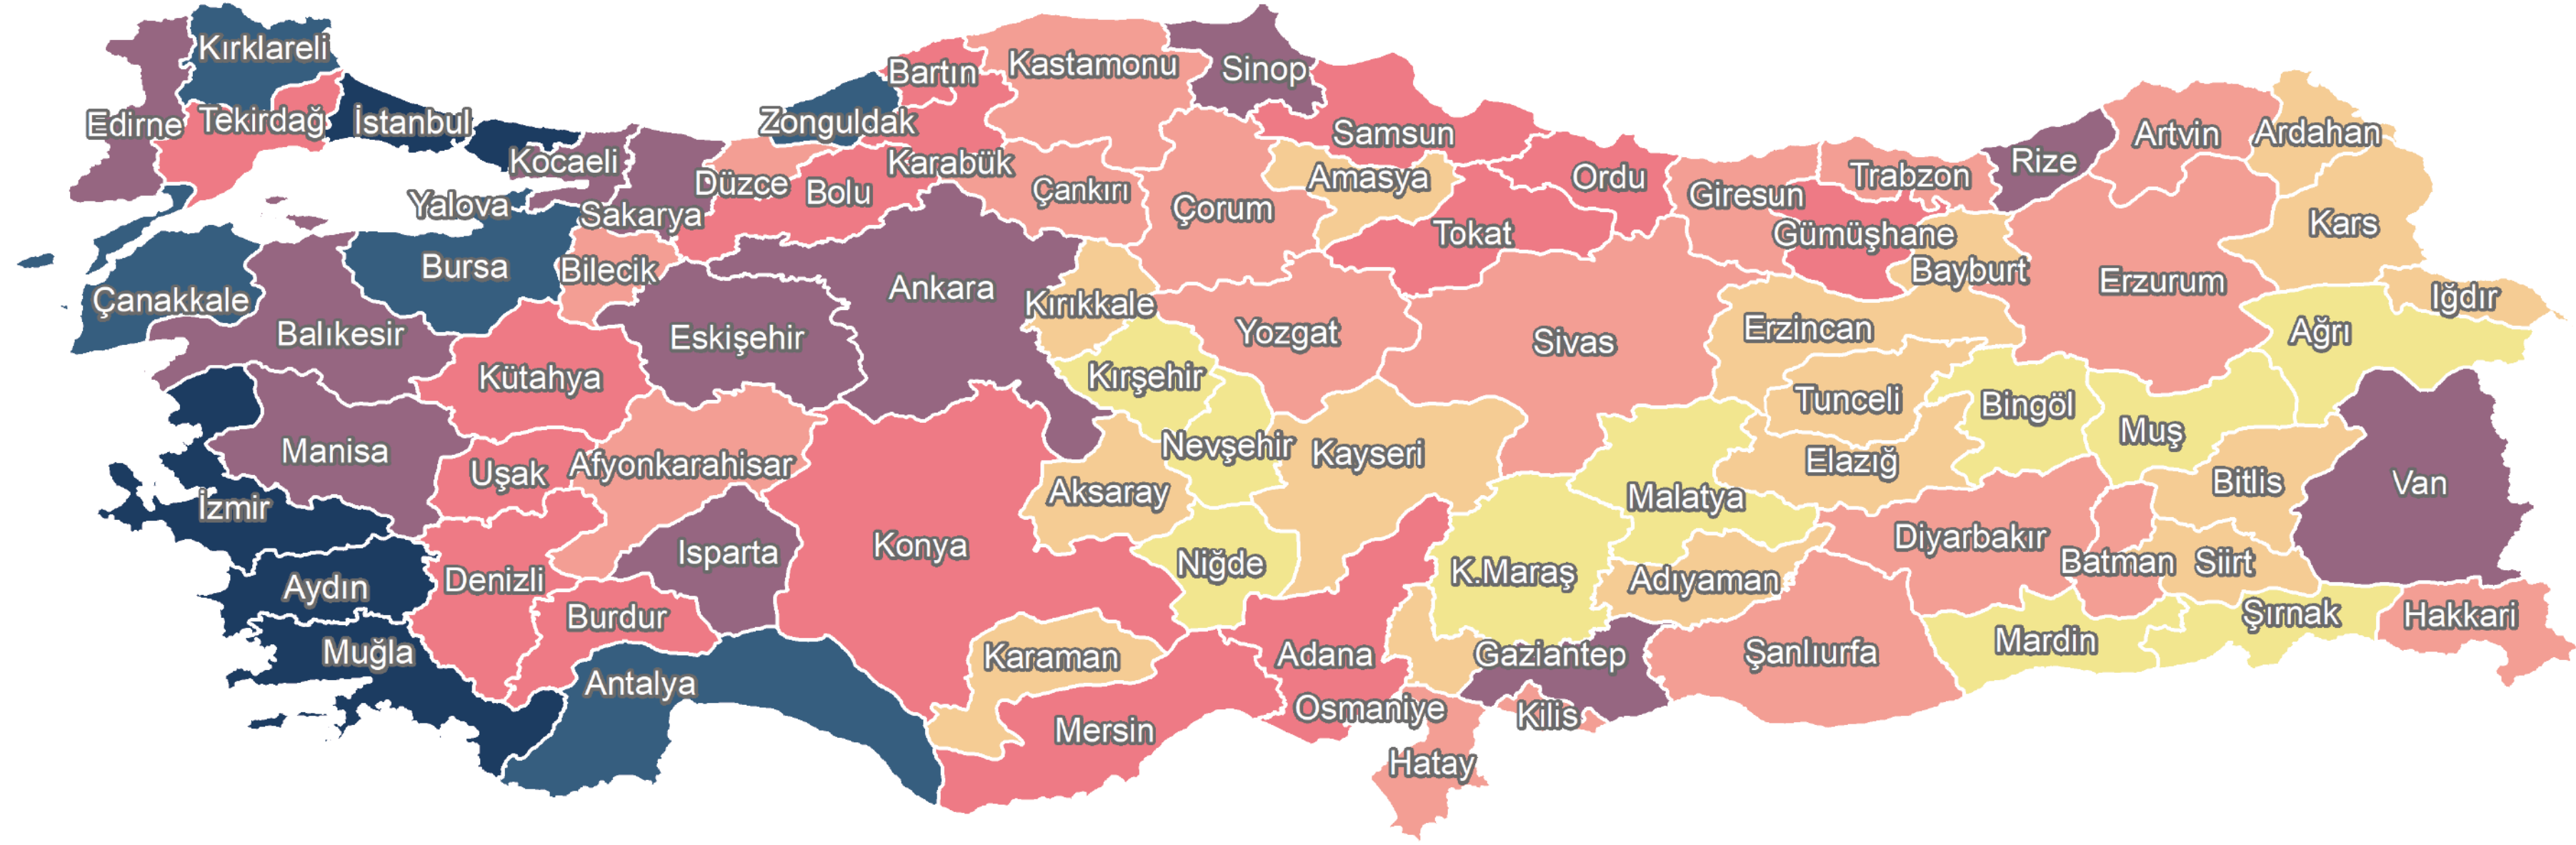 Kırklareli
Edirne
Tekirdağ
İstanbul
Kocaeli
Yalova
Sakarya
Düzce
Bolu
Zonguldak
Bartın
Karabük
Kastamonu
Çankırı
Sinop
Samsun
Çorum
Amasya
Tokat
Ordu
Giresun
Gümüşhane
Trabzon
Rize
Artvin
Ardahan
Kars
Bayburt
Erzurum
Iğdır
Ağrı
Çanakkale
Balıkesir
Bursa
Bilecik
Eskişehir
Ankara
Kırıkkale
Kırşehir
Yozgat
Sivas
Erzincan
Tunceli
Bingöl
Muş
Elazığ
Bitlis
Van
Kütahya
Manisa
Uşak
Afyonkarahisar
İzmir
Aydın
Muğla
Denizli
Burdur
Isparta
Antalya
Konya
Aksaray
Nevşehir
Kayseri
Niğde
Karaman
Mersin
Adana
Osmaniye
Hatay
K.Maraş
Malatya
Adıyaman
Gaziantep
Kilis
Şanlıurfa
Diyarbakır
Batman
Siirt
Mardin
Şırnak
Hakkari